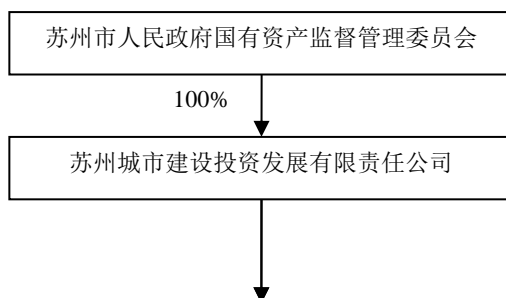 苏州市人民政府国有资产监督管理委员会
100%
苏州城市建设投资发展有限责任公司